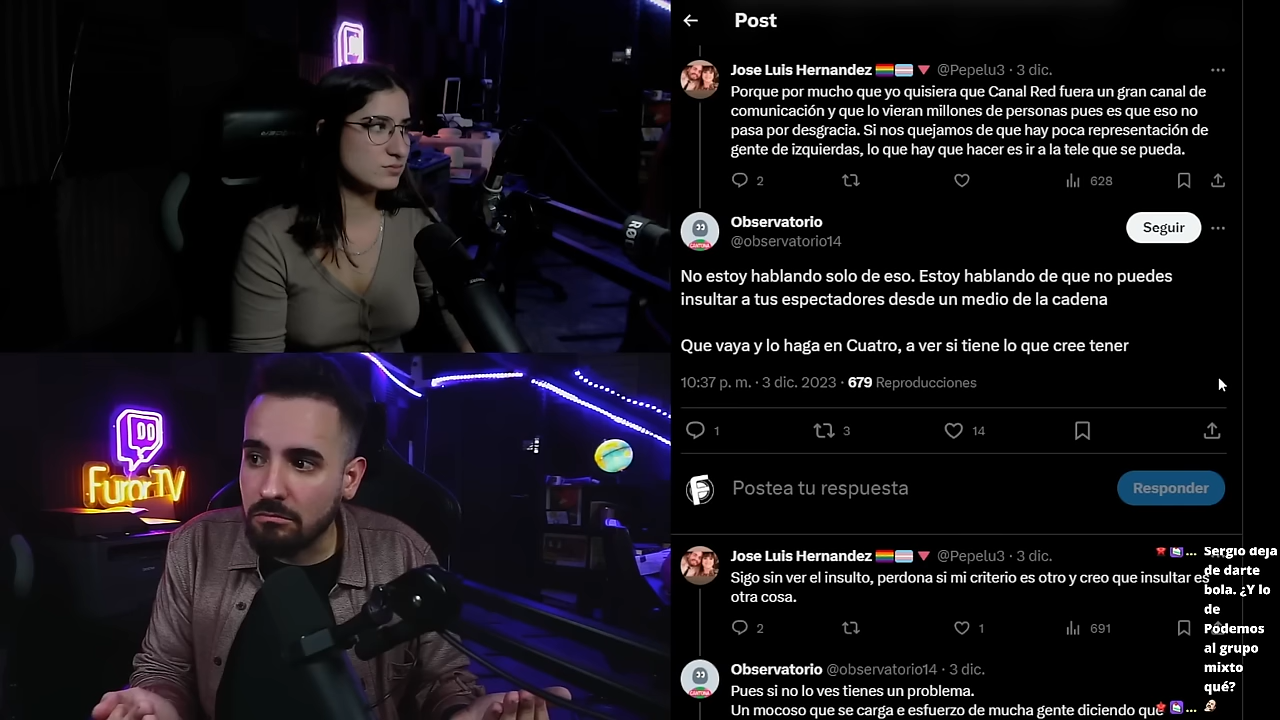 Post
Jose Luis Hernandez 🏳️‍🌈🏳️‍⚧️🔻 @Pepelu3 · 3 dic.
Porque por mucho que yo quisiera que Canal Red fuera un gran canal de
comunicación y que lo vieran millones de personas pues es que eso no
pasa por desgracia. Si nos quejamos de que hay poca representación de
gente de izquierdas, lo que hay que hacer es ir a la tele que se pueda.
2 628
Observatorio
@observatorio14
Seguir
No estoy hablando solo de eso. Estoy hablando de que no puedes
insultar a tus espectadores desde un medio de la cadena
Que vaya y lo haga en Cuatro, a ver si tiene lo que cree tener
10:37 p. m. · 3 dic. 2023 · 679 Reproducciones
1 3 14
Postea tu respuesta
Responder
Jose Luis Hernandez 🏳️‍🌈🏳️‍⚧️🔻 @Pepelu3 · 3 dic.
Sigo sin ver el insulto, perdona si mi criterio es otro y creo que insultar es
otra cosa.
2 1 691
Observatorio @observatorio14 · 3 dic.
Pues si no lo ves tienes un problema.
Un mocoso que se carga e esfuerzo de mucha gente diciendo que
... Sergio deja
de darte
bola. ¿Y lo
de
Podemos
al grupo
mixto
qué?
...
FurorTV